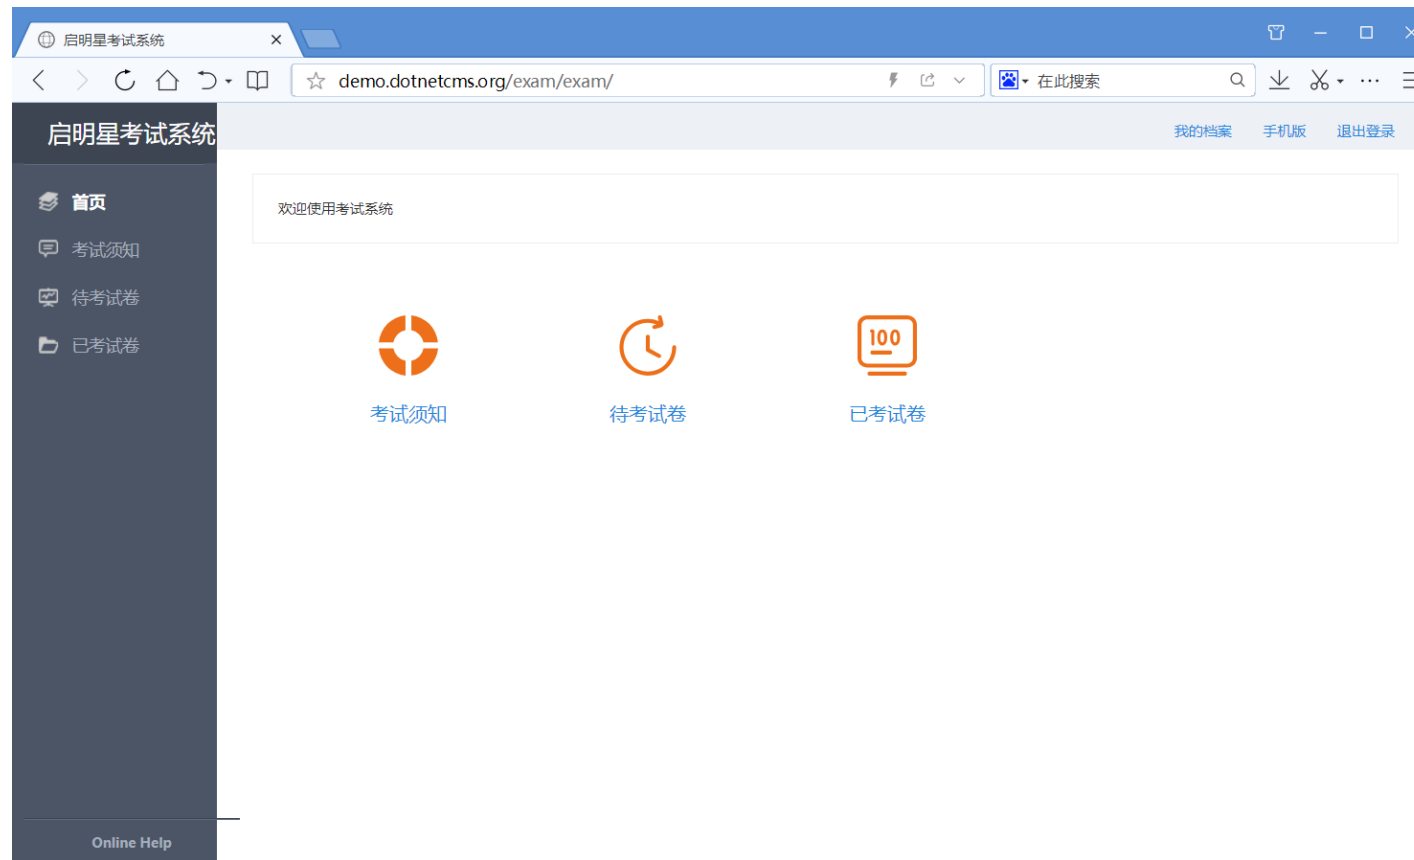 启明星考试系统
demo.dotnetcms.org/exam/exam/
在此搜索
启明星考试系统
我的档案 手机版 退出登录
首页
考试须知
待考试卷
已考试卷
欢迎使用考试系统
100
考试须知 待考试卷 已考试卷
Online Help